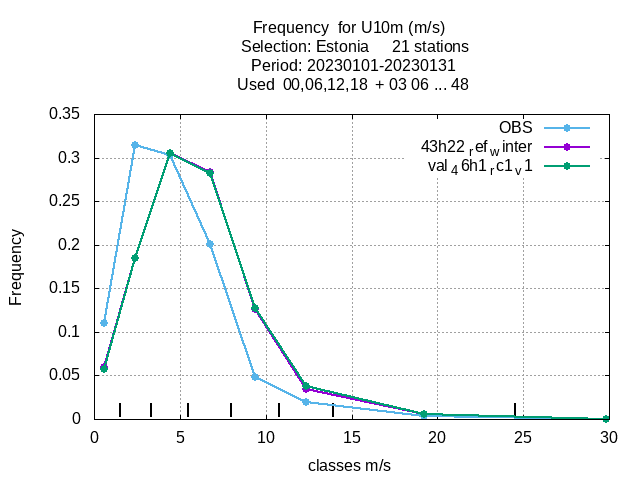 Frequency for U10m (m/s)
Selection: Estonia 21 stations
Period: 20230101-20230131
Used 00,06,12,18 + 03 06 ... 48
0.35
OBS
43h22_ref_winter
val_46h1_rc1_v1
0.3
0.25
0.2
0.15
0.1
0.05
0
Frequency
0 5 10 15 20 25 30
classes m/s